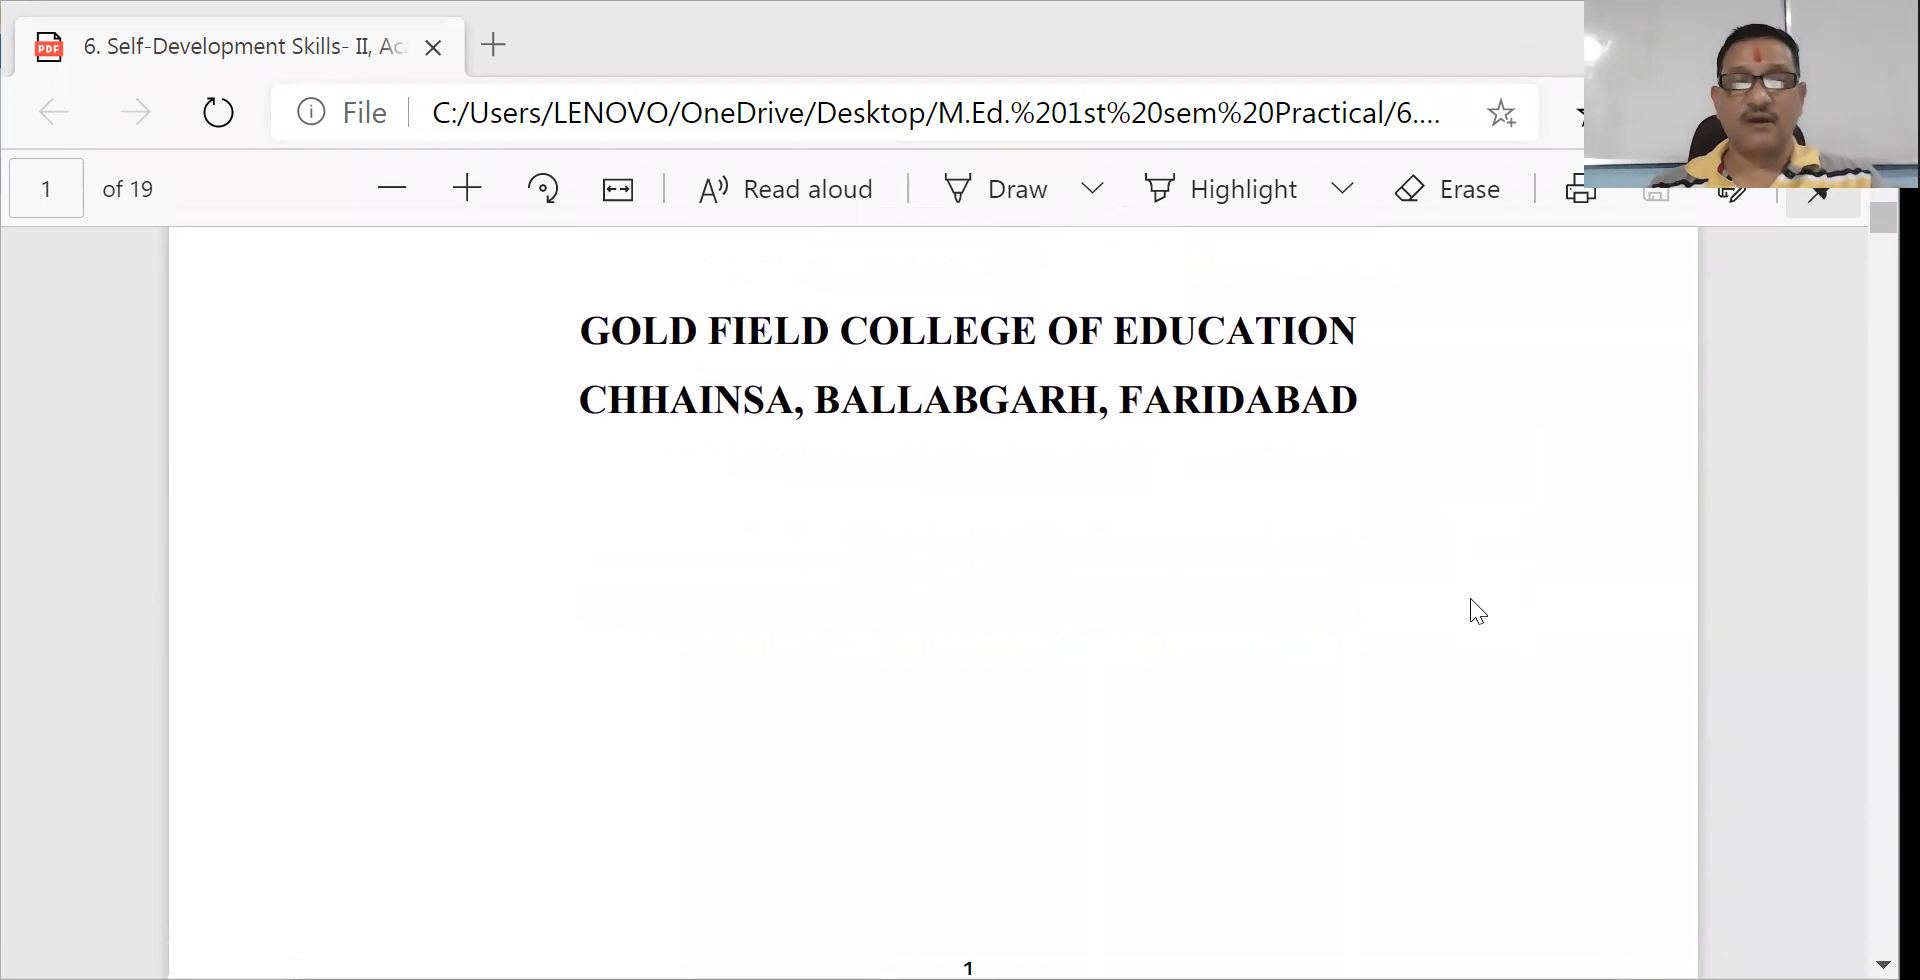 6. Self-Development Skills- II, Ac
File
C:/Users/LENOVO/OneDrive/Desktop/M.Ed.%201st%20sem%20Practical/6....
1 of 19
Read aloud
Draw
Highlight
Erase
GOLD FIELD COLLEGE OF EDUCATION
CHHAINSA, BALLABGARH, FARIDABAD
1